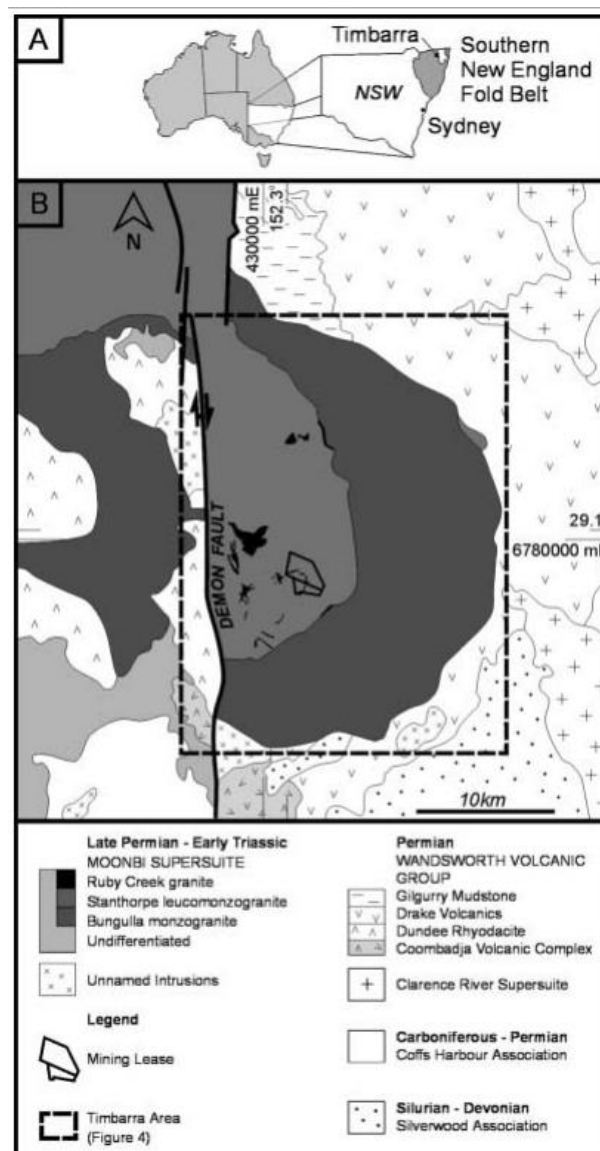 A
Timbarra
Southern
New England
Fold Belt
NSW
Sydney
B
N
430000 mE
152.3°
DEMON FAULT
29.1
6780000 m
10km
Late Permian - Early Triassic
MOONBI SUPERSUITE
Ruby Creek granite
Stanthorpe leucomonzogranite
Bungulla monzogranite
Undifferentiated
Unnamed Intrusions
Legend
Mining Lease
Timbarra Area
(Figure 4)
Permian
WANDSWORTH VOLCANIC
GROUP
Gilgurry Mudstone
Drake Volcanics
Dundee Rhyodacite
Coombadja Volcanic Complex
Clarence River Supersuite
Carboniferous - Permian
Coffs Harbour Association
Silurian - Devonian
Silverwood Association